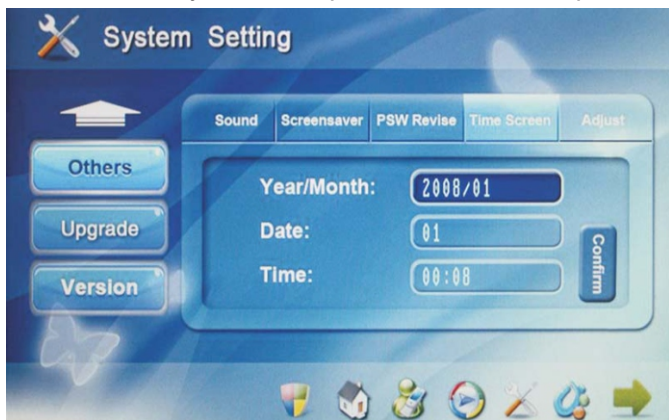 System Setting
Sound Screensaver PSW Revise Time Screen Adjust
Others
Year/Month: 2008/01
Upgrade
Date: 01
Confirm
Version
Time: 00:08